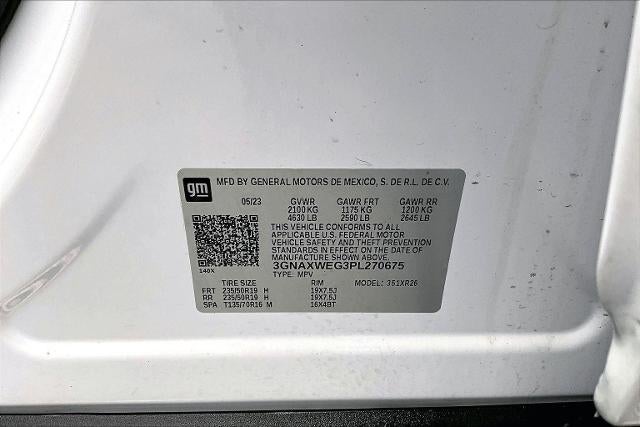 gm
MFD BY GENERAL MOTORS DE MEXICO, S. DE R.L. DE C.V.
05/23 GVWR GAWR FRT GAWR RR
2100 KG 1175 KG 1200 KG
4630 LB 2590 LB 2645 LB
THIS VEHICLE CONFORMS TO ALL
APPLICABLE U.S. FEDERAL MOTOR
VEHICLE SAFETY AND THEFT
PREVENTION STANDARDS IN EFFECT ON THE
DATE OF MANUFACTURE SHOWN ABOVE.
3GNAXWEG3PL270675
140X TYPE: MPV
TIRE SIZE RIM MODEL: 351XR26
FRT 235/50R19 H 19X7.5J
RR 235/50R19 H 19X7.5J
SPA T135/70R16 M 16X4BT